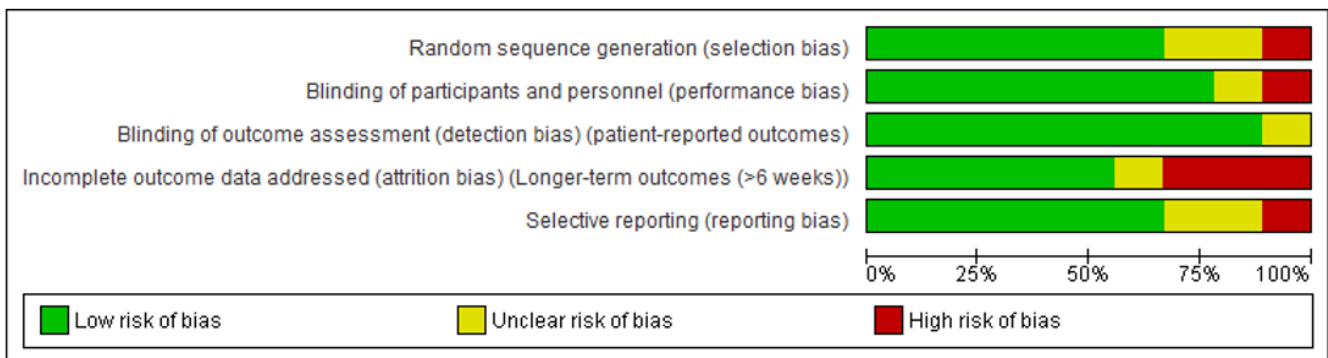 Random sequence generation (selection bias)
Blinding of participants and personnel (performance bias)
Blinding of outcome assessment (detection bias) (patient-reported outcomes)
Incomplete outcome data addressed (attrition bias) (Longer-term outcomes (>6 weeks))
Selective reporting (reporting bias)
0% 25% 50% 75% 100%
Low risk of bias Unclear risk of bias High risk of bias